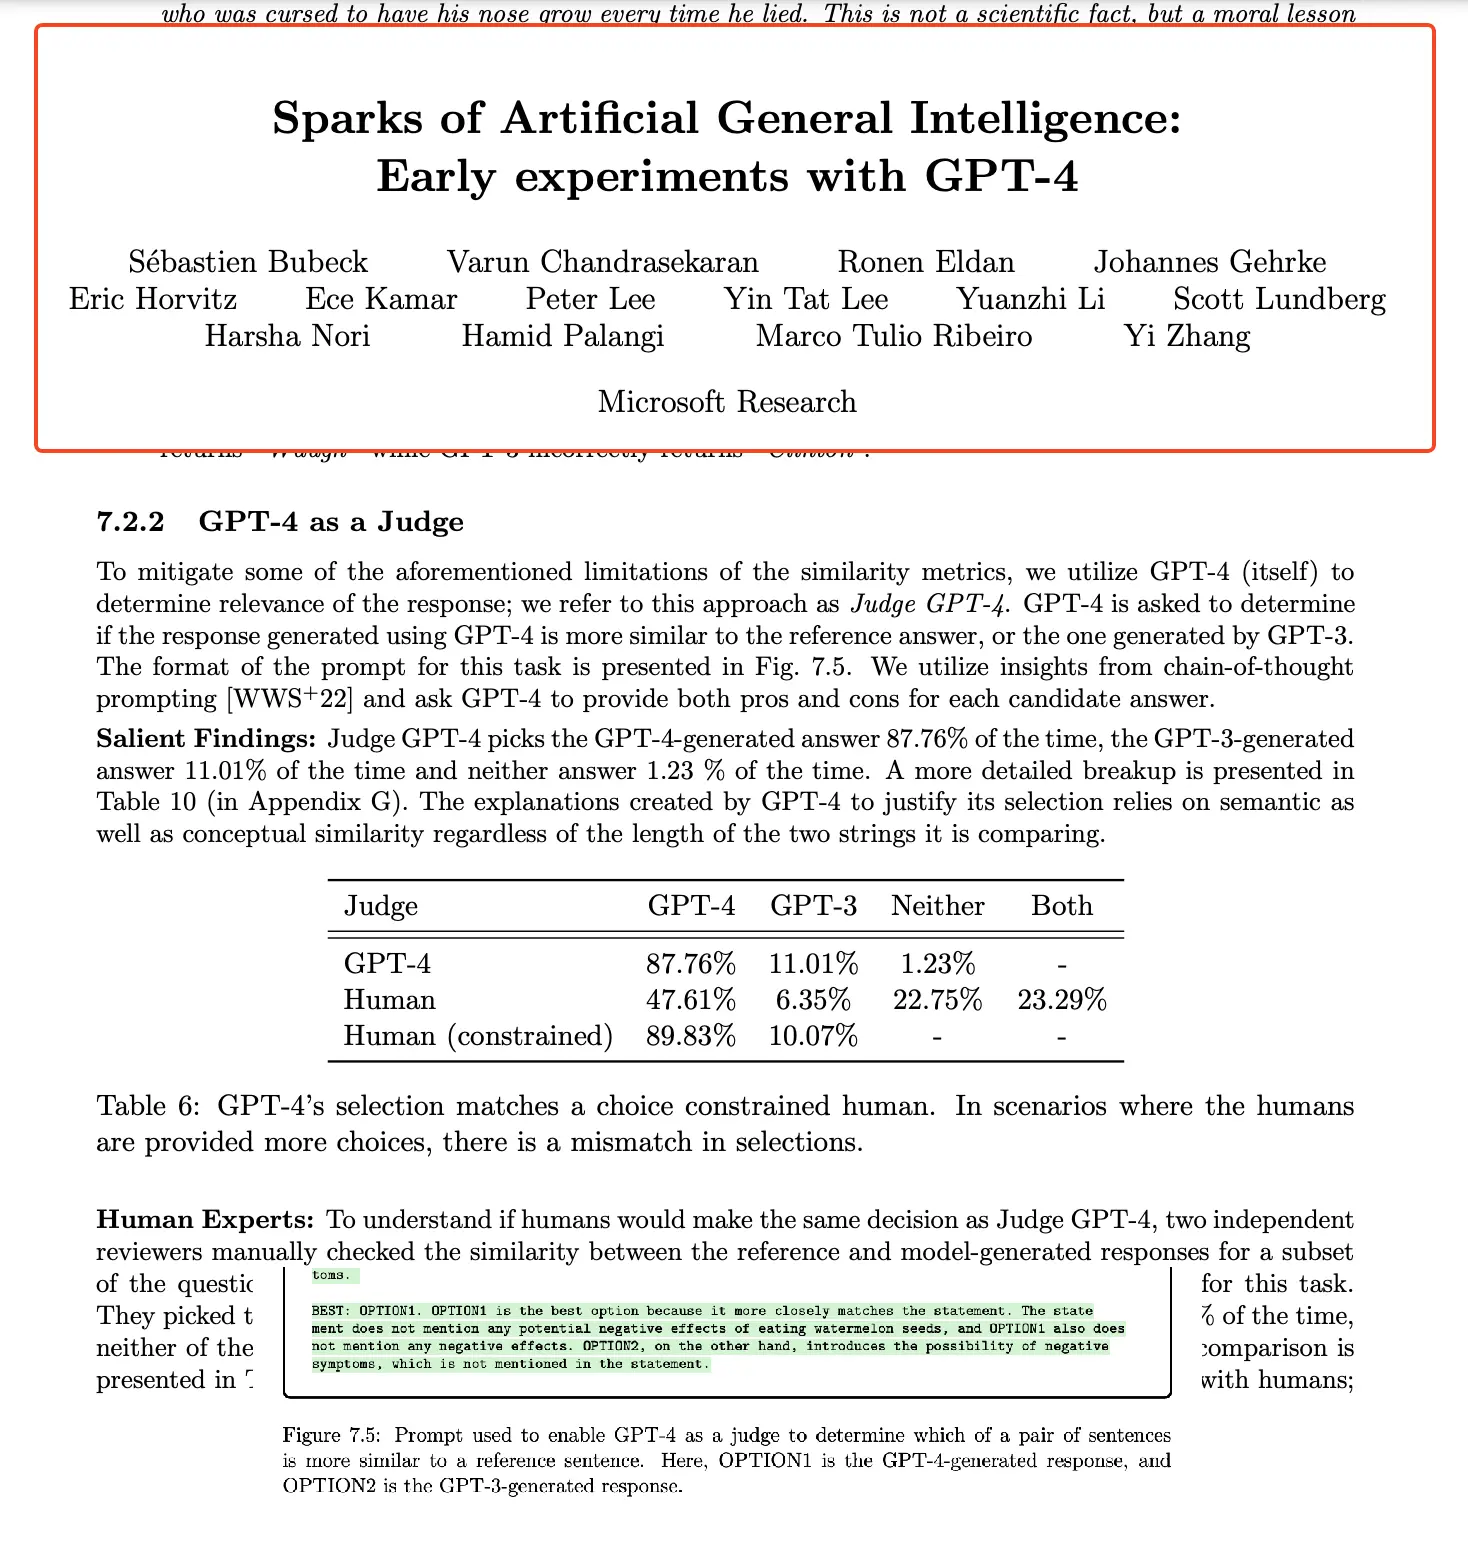 who was cursed to have his nose grow every time he lied. This is not a scientific fact, but a moral lesson
Sparks of Artificial General Intelligence:
Early experiments with GPT-4
Sébastien Bubeck Varun Chandrasekaran Ronen Eldan Johannes Gehrke
Eric Horvitz Ece Kamar Peter Lee Yin Tat Lee Yuanzhi Li Scott Lundberg
Harsha Nori Hamid Palangi Marco Tulio Ribeiro Yi Zhang
Microsoft Research
returns "Waugh" while GPT-3 incorrectly returns "Clinton".
7.2.2 GPT-4 as a Judge
To mitigate some of the aforementioned limitations of the similarity metrics, we utilize GPT-4 (itself) to
determine relevance of the response; we refer to this approach as Judge GPT-4. GPT-4 is asked to determine
if the response generated using GPT-4 is more similar to the reference answer, or the one generated by GPT-3.
The format of the prompt for this task is presented in Fig. 7.5. We utilize insights from chain-of-thought
prompting [WWS+22] and ask GPT-4 to provide both pros and cons for each candidate answer.
Salient Findings: Judge GPT-4 picks the GPT-4-generated answer 87.76% of the time, the GPT-3-generated
answer 11.01% of the time and neither answer 1.23 % of the time. A more detailed breakup is presented in
Table 10 (in Appendix G). The explanations created by GPT-4 to justify its selection relies on semantic as
well as conceptual similarity regardless of the length of the two strings it is comparing.
Judge GPT-4 GPT-3 Neither Both
GPT-4 87.76% 11.01% 1.23% -
Human 47.61% 6.35% 22.75% 23.29%
Human (constrained) 89.83% 10.07% - -
Table 6: GPT-4's selection matches a choice constrained human. In scenarios where the humans
are provided more choices, there is a mismatch in selections.
Human Experts: To understand if humans would make the same decision as Judge GPT-4, two independent
reviewers manually checked the similarity between the reference and model-generated responses for a subset
of the questio for this task.
They picked t % of the time,
neither of the comparison is
presented in with humans;
toms.
BEST: OPTION1. OPTION1 is the best option because it more closely matches the statement. The state
ment does not mention any potential negative effects of eating watermelon seeds, and OPTION1 also does
not mention any negative effects. OPTION2, on the other hand, introduces the possibility of negative
symptoms, which is not mentioned in the statement.
Figure 7.5: Prompt used to enable GPT-4 as a judge to determine which of a pair of sentences
is more similar to a reference sentence. Here, OPTION1 is the GPT-4-generated response, and
OPTION2 is the GPT-3-generated response.